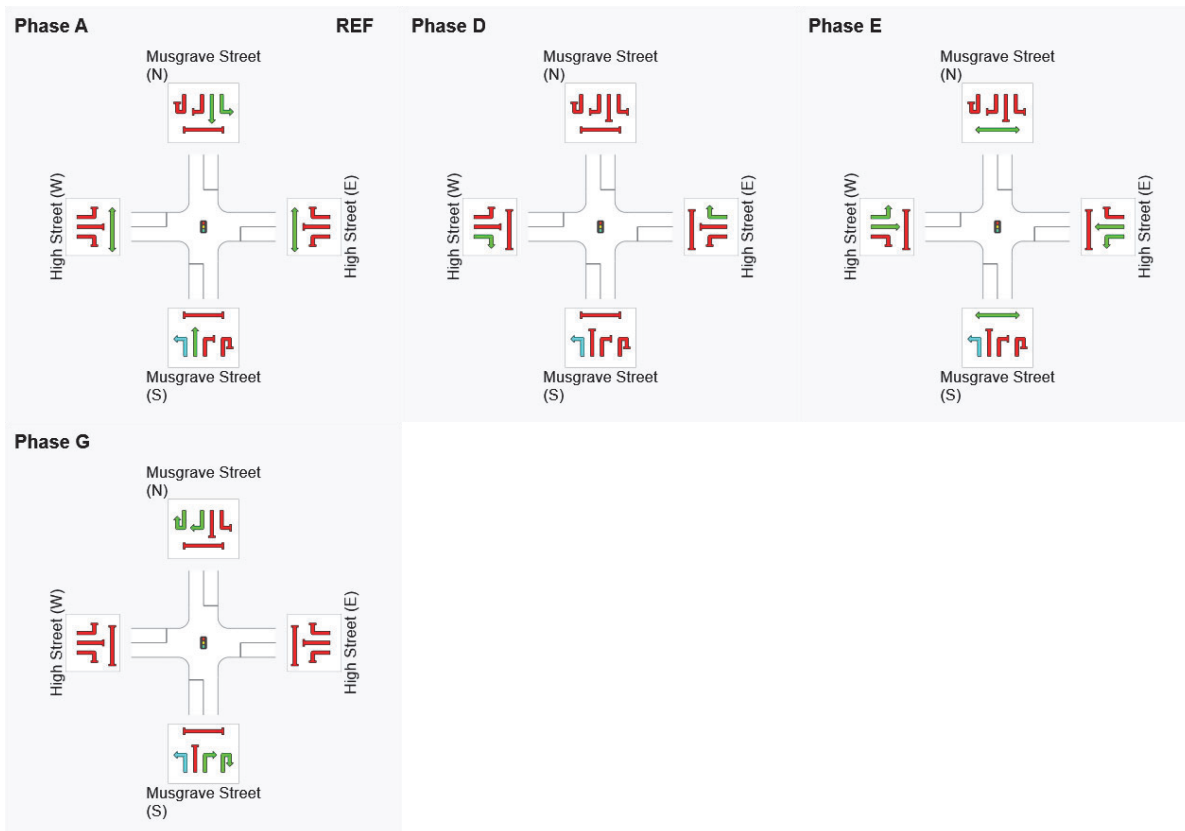 Phase A REF
Musgrave Street
(N)
High Street (W)
High Street (E)
Musgrave Street
(S)
Phase D
Musgrave Street
(N)
High Street (W)
High Street (E)
Musgrave Street
(S)
Phase E
Musgrave Street
(N)
High Street (W)
High Street (E)
Musgrave Street
(S)
Phase G
Musgrave Street
(N)
High Street (W)
High Street (E)
Musgrave Street
(S)